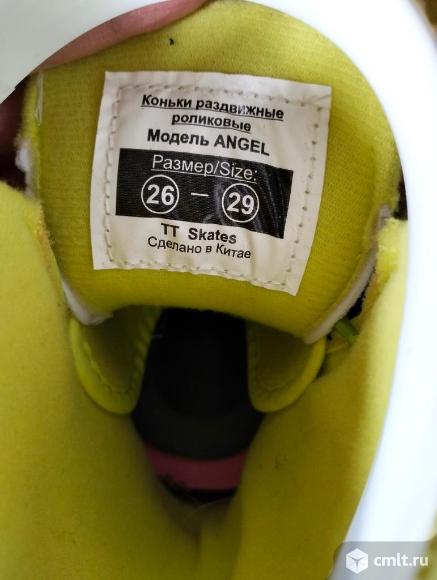 Коньки раздвижные
роликовые
Модель ANGEL
Размер/Size:
26 – 29
TT Skates
Сделано в Китае
cmlt.ru